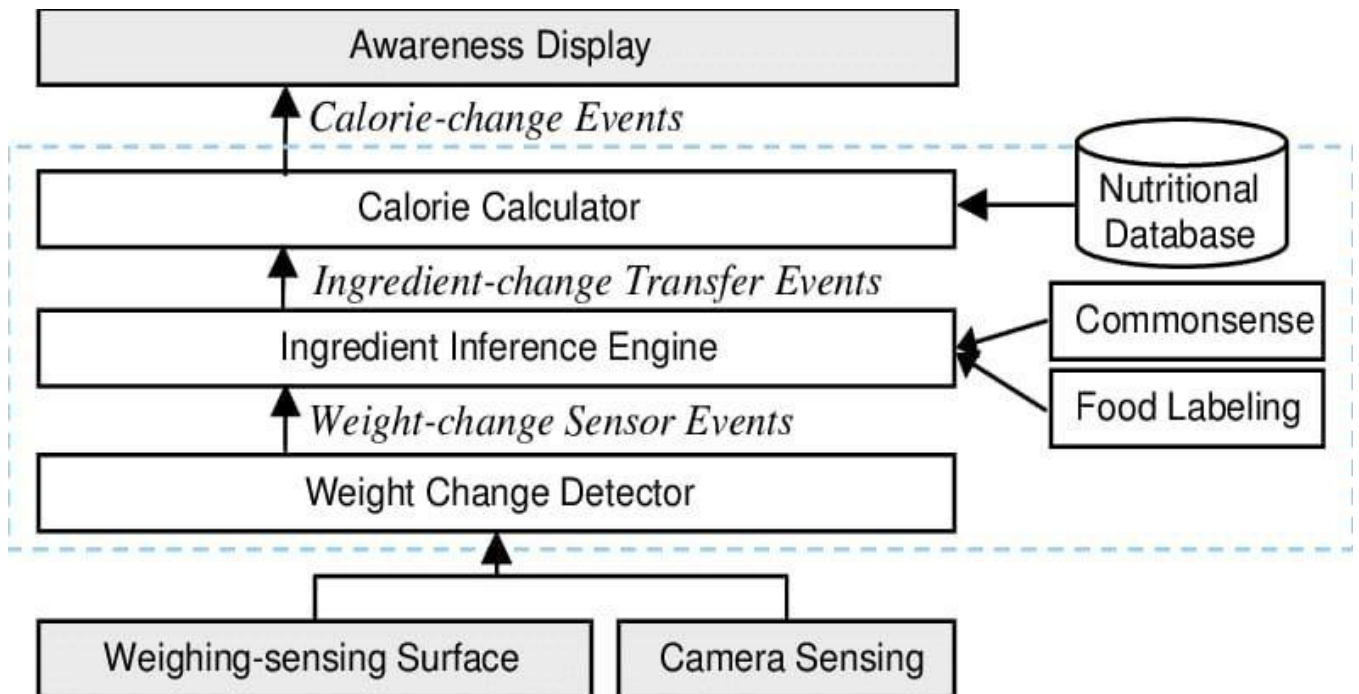 Awareness Display
Calorie-change Events
Calorie Calculator
Nutritional
Database
Ingredient-change Transfer Events
Commonsense
Ingredient Inference Engine
Food Labeling
Weight-change Sensor Events
Weight Change Detector
Weighing-sensing Surface
Camera Sensing